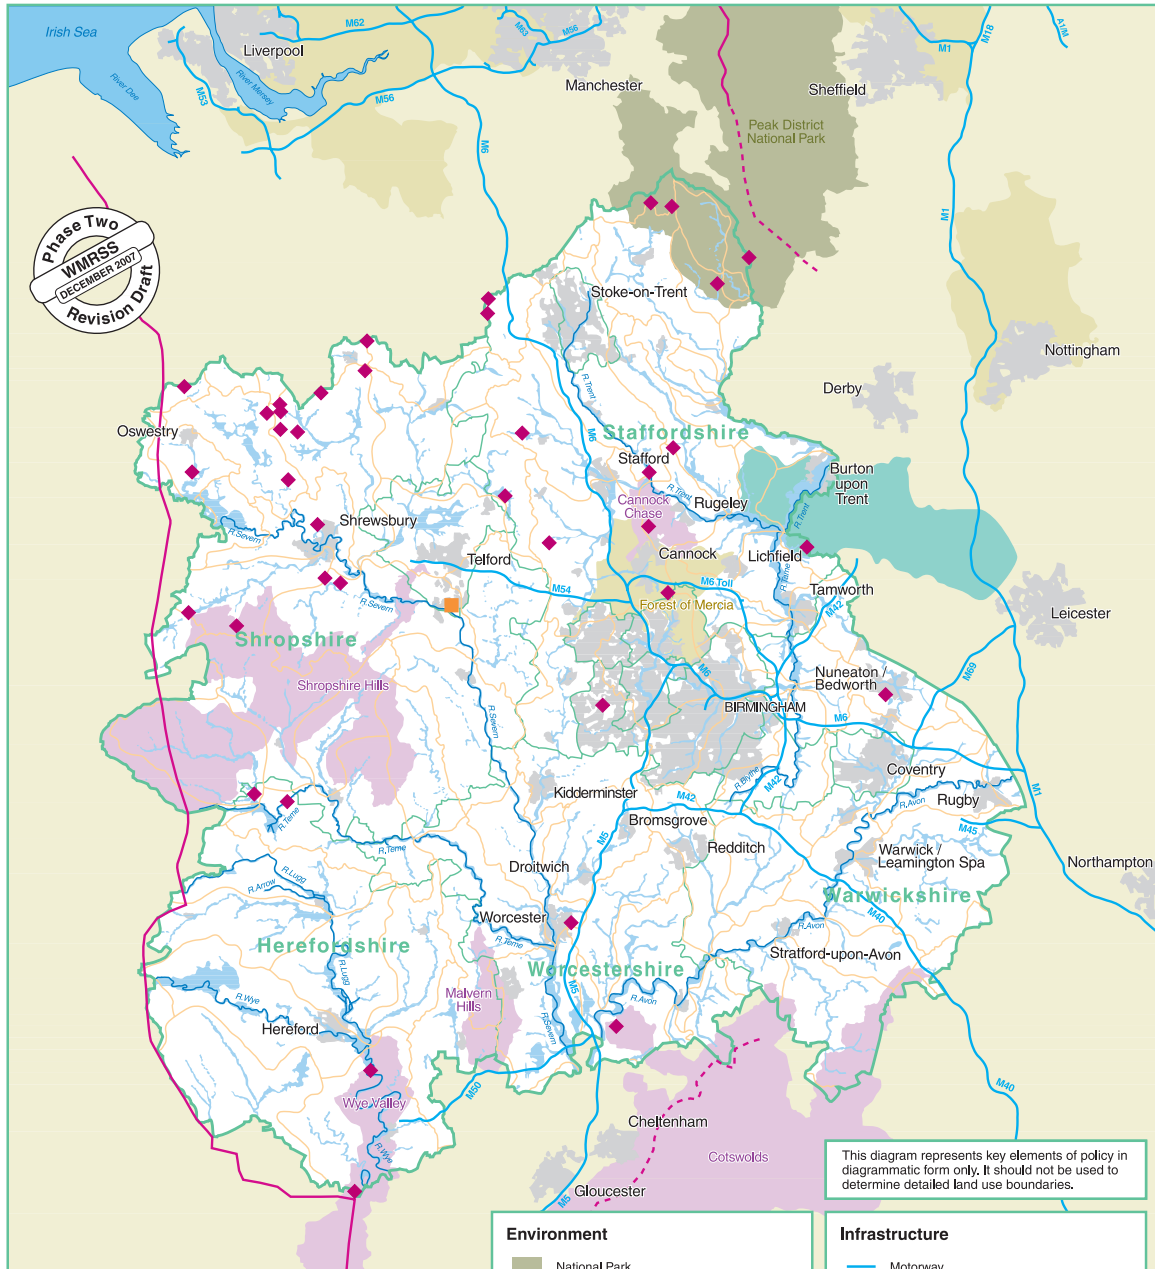 Irish Sea
Liverpool
M62
M63
M56
M18
A1/M
M1
River Dee
River Mersey
M53
M56
Manchester
Sheffield
M6
Peak District
National Park
M1
Phase Two
WMRSS
DECEMBER 2007
Revision Draft
Stoke-on-Trent
Nottingham
Derby
R.Trent
Oswestry
M6
Staffordshire
Stafford
Burton
upon
Trent
R.Trent
Cannock
Chase
Rugeley
R.Trent
Shrewsbury
R.Severn
Telford
Cannock
Lichfield
M54
M6 Toll
R.Tame
Tamworth
R.Severn
Forest of Mercia
M42
Leicester
Shropshire
M69
Shropshire Hills
M6
Nuneaton /
Bedworth
R.Severn
BIRMINGHAM
M6
Coventry
R.Blythe
M42
Kidderminster
M42
M1
R.Avon
Rugby
R.Teme
Bromsgrove
M5
M45
R.Teme
Redditch
Warwick /
Leamington Spa
Northampton
Droitwich
R.Lugg
R.Arrow
Warwickshire
M40
Worcester
R.Teme
R.Avon
Herefordshire
Stratford-upon-Avon
R.Lugg
Worcestershire
M5
R.Wye
Malvern
Hills
R.Avon
Hereford
R.Severn
M50
M40
Wye Valley
Cheltenham
R.Wye
Cotswolds
This diagram represents key elements of policy in
diagrammatic form only. It should not be used to
determine detailed land use boundaries.
Gloucester
M5
Environment
Infrastructure
National Park
Motorway